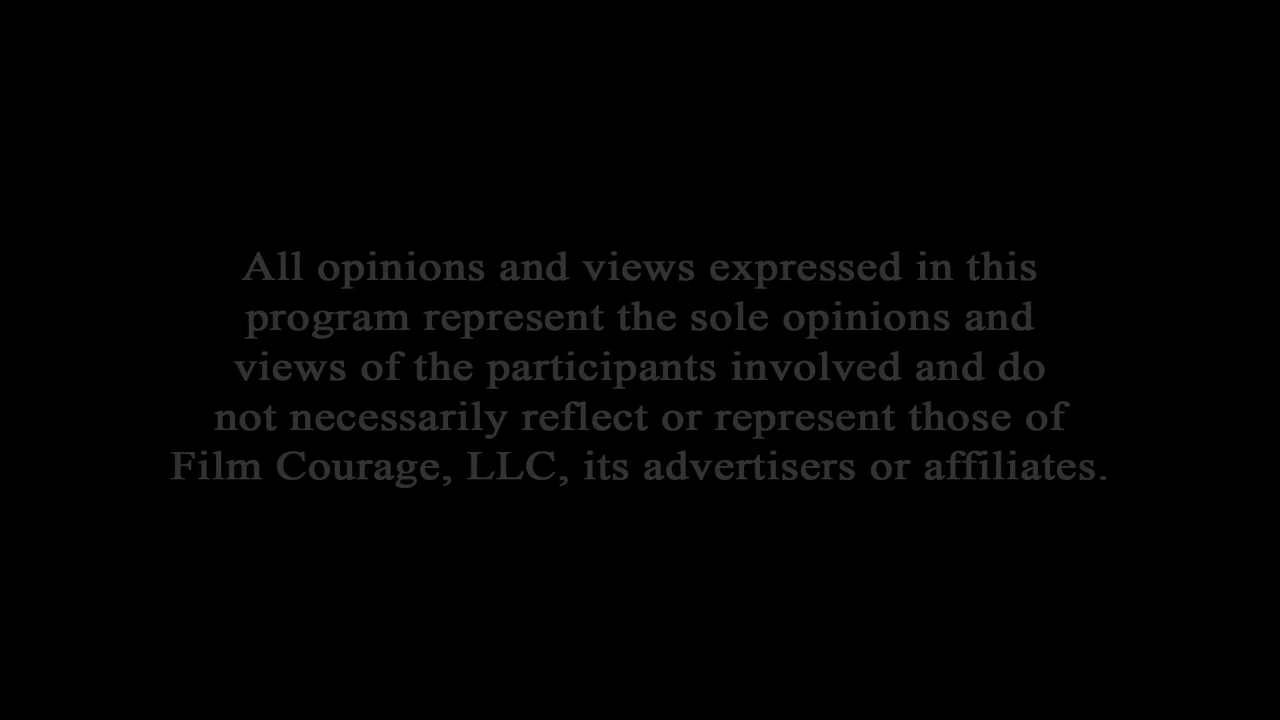 All opinions and views expressed in this
program represent the sole opinions and
views of the participants involved and do
not necessarily reflect or represent those of
Film Courage, LLC, its advertisers or affiliates.